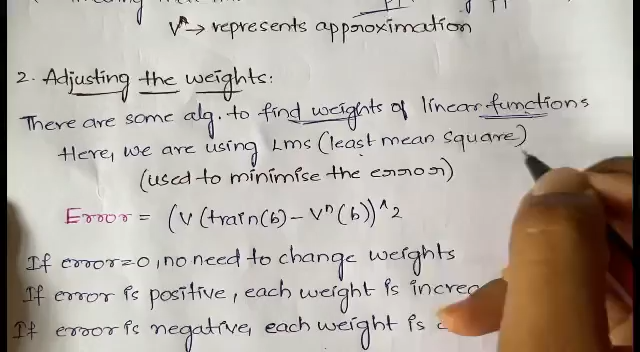 V^ → represents approximation
2. Adjusting the weights:
There are some alg. to find weights of linear functions
Here, we are using LMS (least mean square)
(used to minimise the error)
Error = (V(train(b) - V^(b))^2
If error=0, no need to change weights
If error is positive, each weight is increa
If error is negative, each weight is